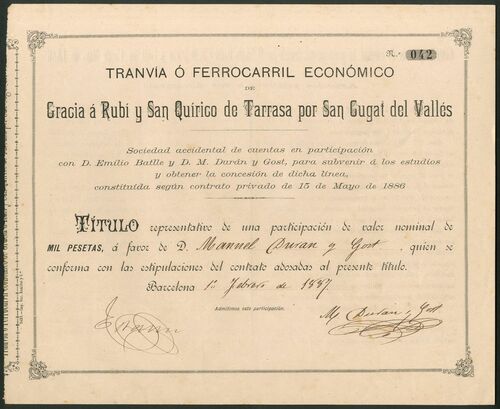 N.º 042
TRANVÍA Ó FERROCARRIL ECONÓMICO
DE
Gracia á Rubí y San Quirico de Tarrasa por San Cugat del Vallés
Sociedad accidental de cuentas en participación
con D. Emilio Batlle y D. M. Durán y Gost, para subvenir á los estudios
y obtener la concesión de dicha línea,
constituída según contrato privado de 15 de Mayo de 1886
TÍTULO representativo de una participación de valor nominal de
MIL PESETAS, á favor de D. Manuel Duran y Gost, quien se
conforma con las estipulaciones del contrato adosadas al presente título.
Barcelona 1º Febrero de 1887.
Admitimos esta participación.
M. Durán y Gost